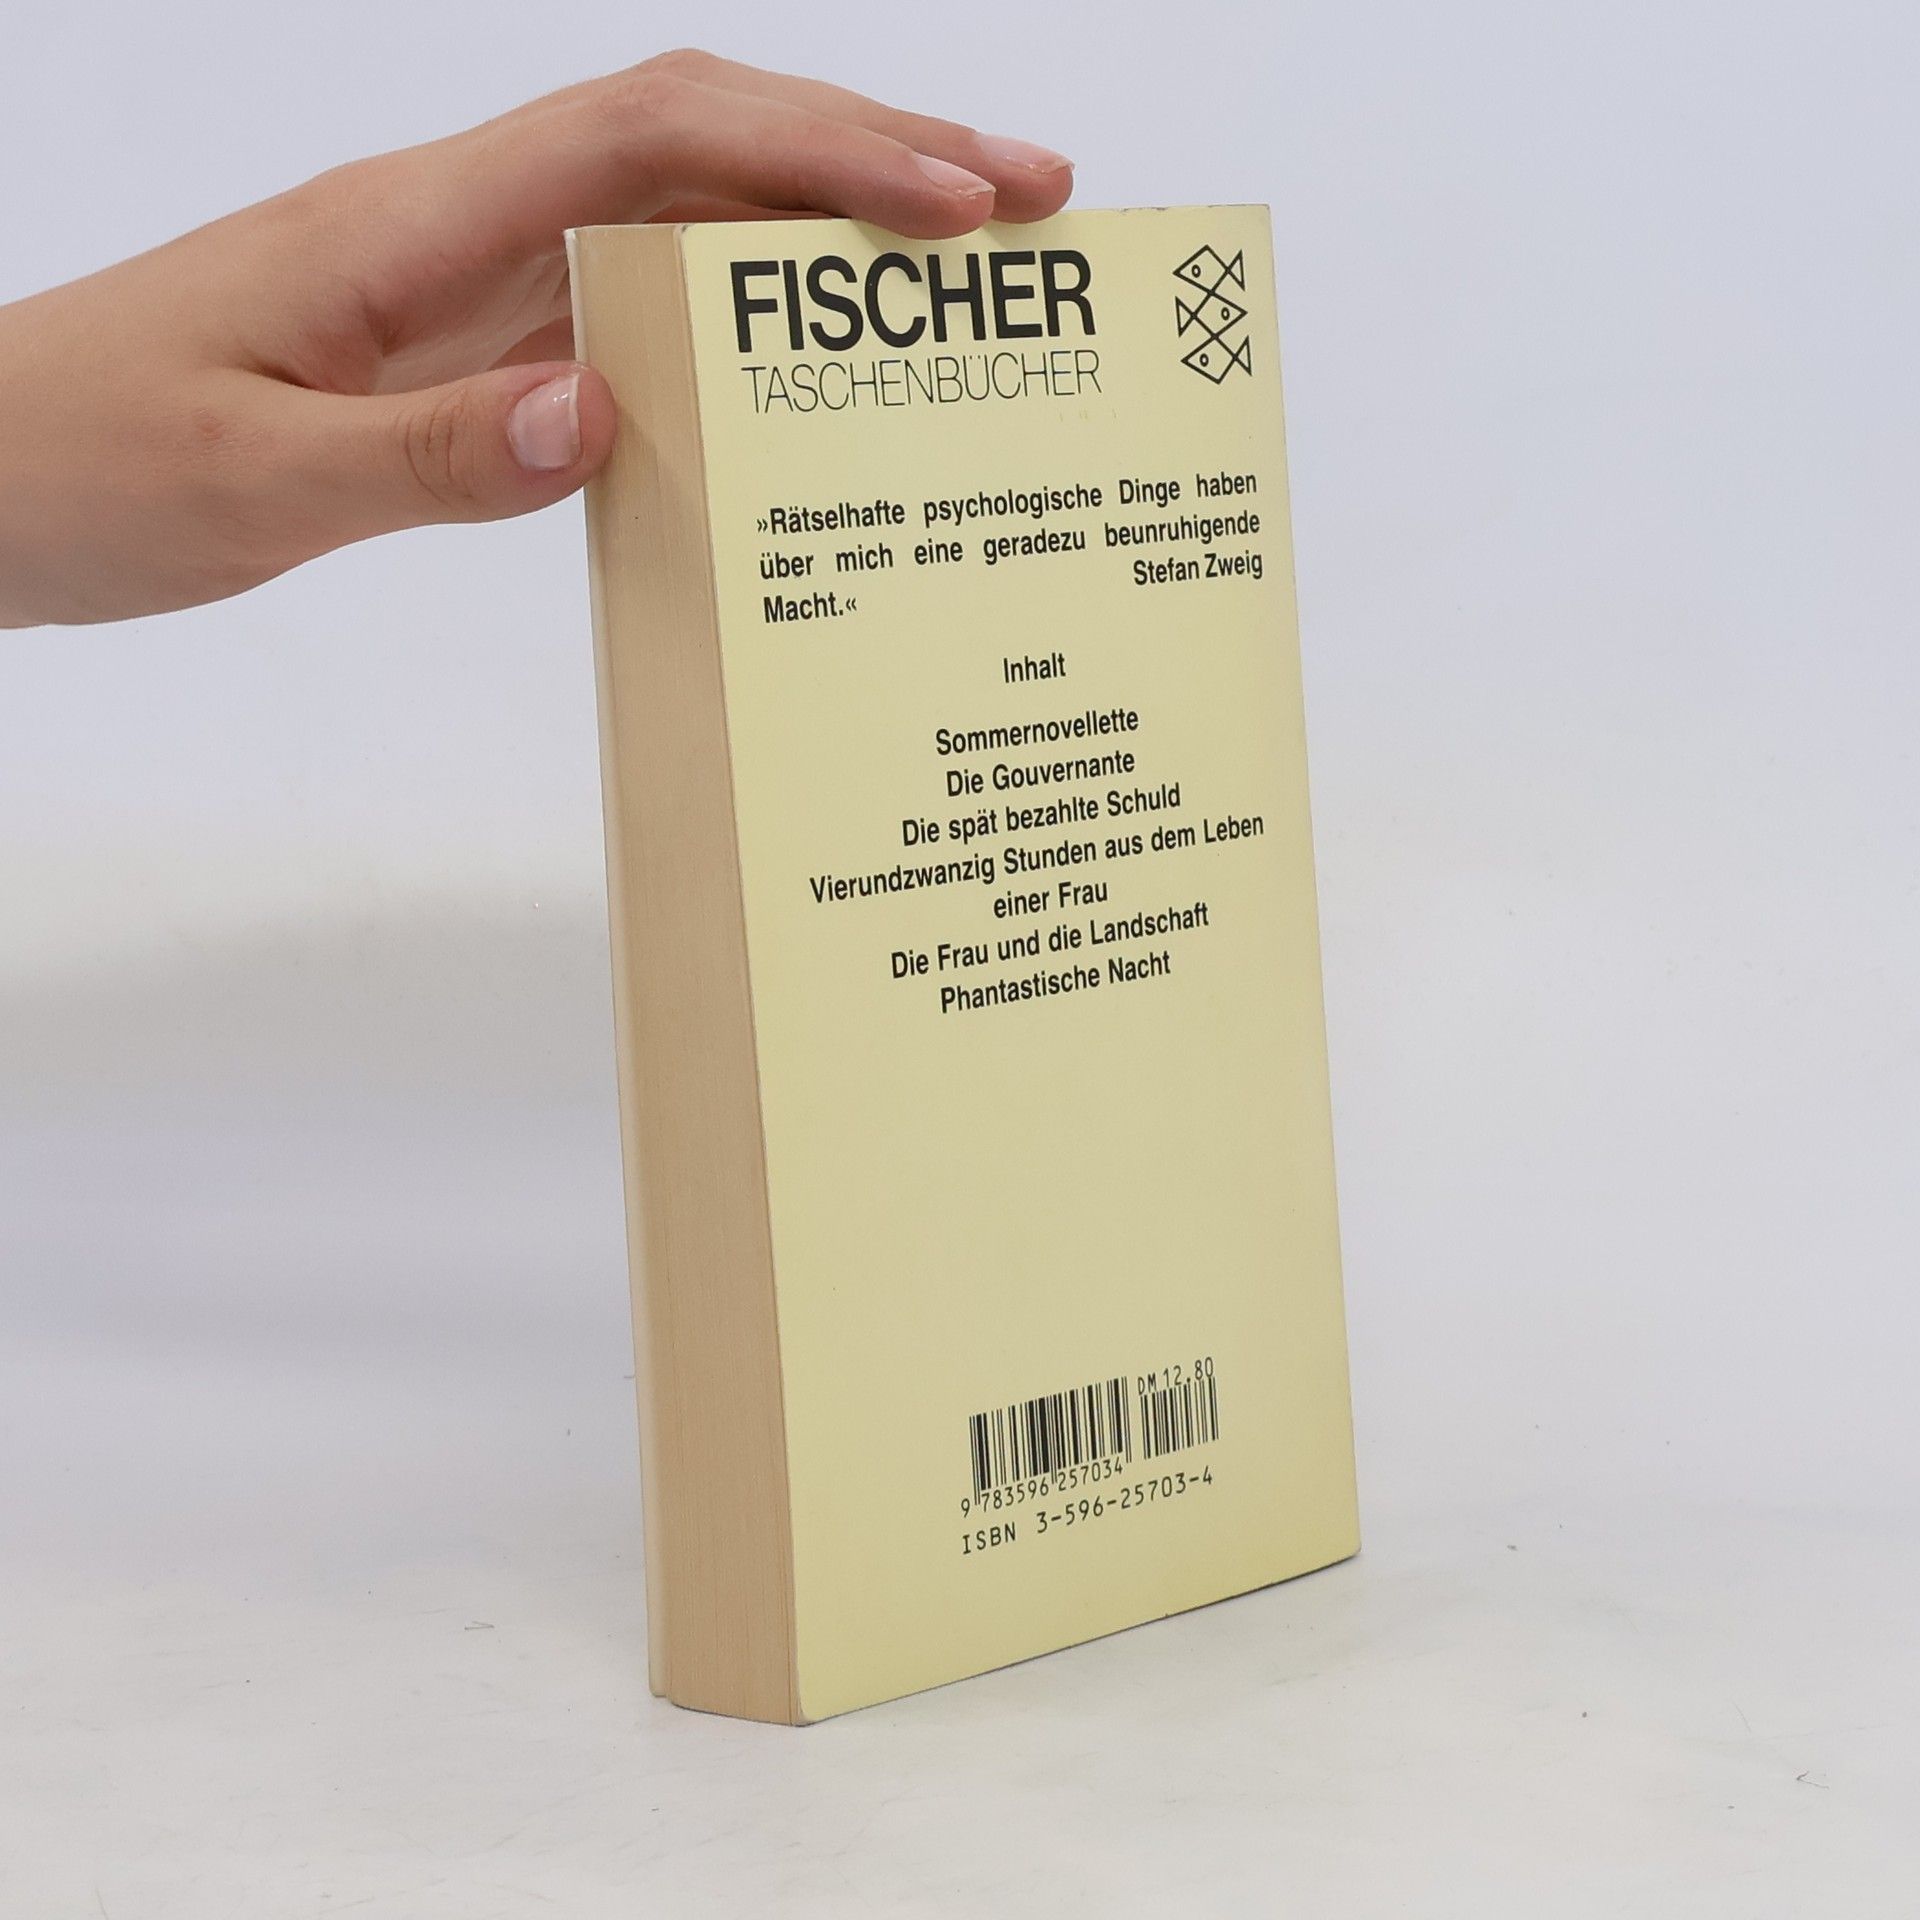 FISCHER
TASCHENBÜCHER
»Rätselhafte psychologische Dinge haben
über mich eine geradezu beunruhigende
Macht.« Stefan Zweig
Inhalt
Sommernovellette
Die Gouvernante
Die spät bezahlte Schuld
Vierundzwanzig Stunden aus dem Leben
einer Frau
Die Frau und die Landschaft
Phantastische Nacht
DM 12.80
9 783596 257034
ISBN 3-596-25703-4